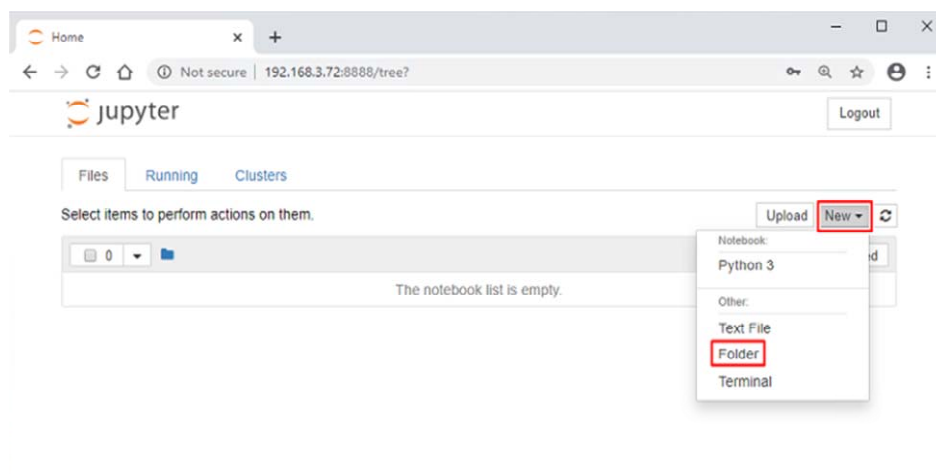 Home
Not secure | 192.168.3.72:8888/tree?
jupyter
Logout
Files Running Clusters
Select items to perform actions on them.
Upload New
0
Notebook:
ed
Python 3
The notebook list is empty.
Other:
Text File
Folder
Terminal